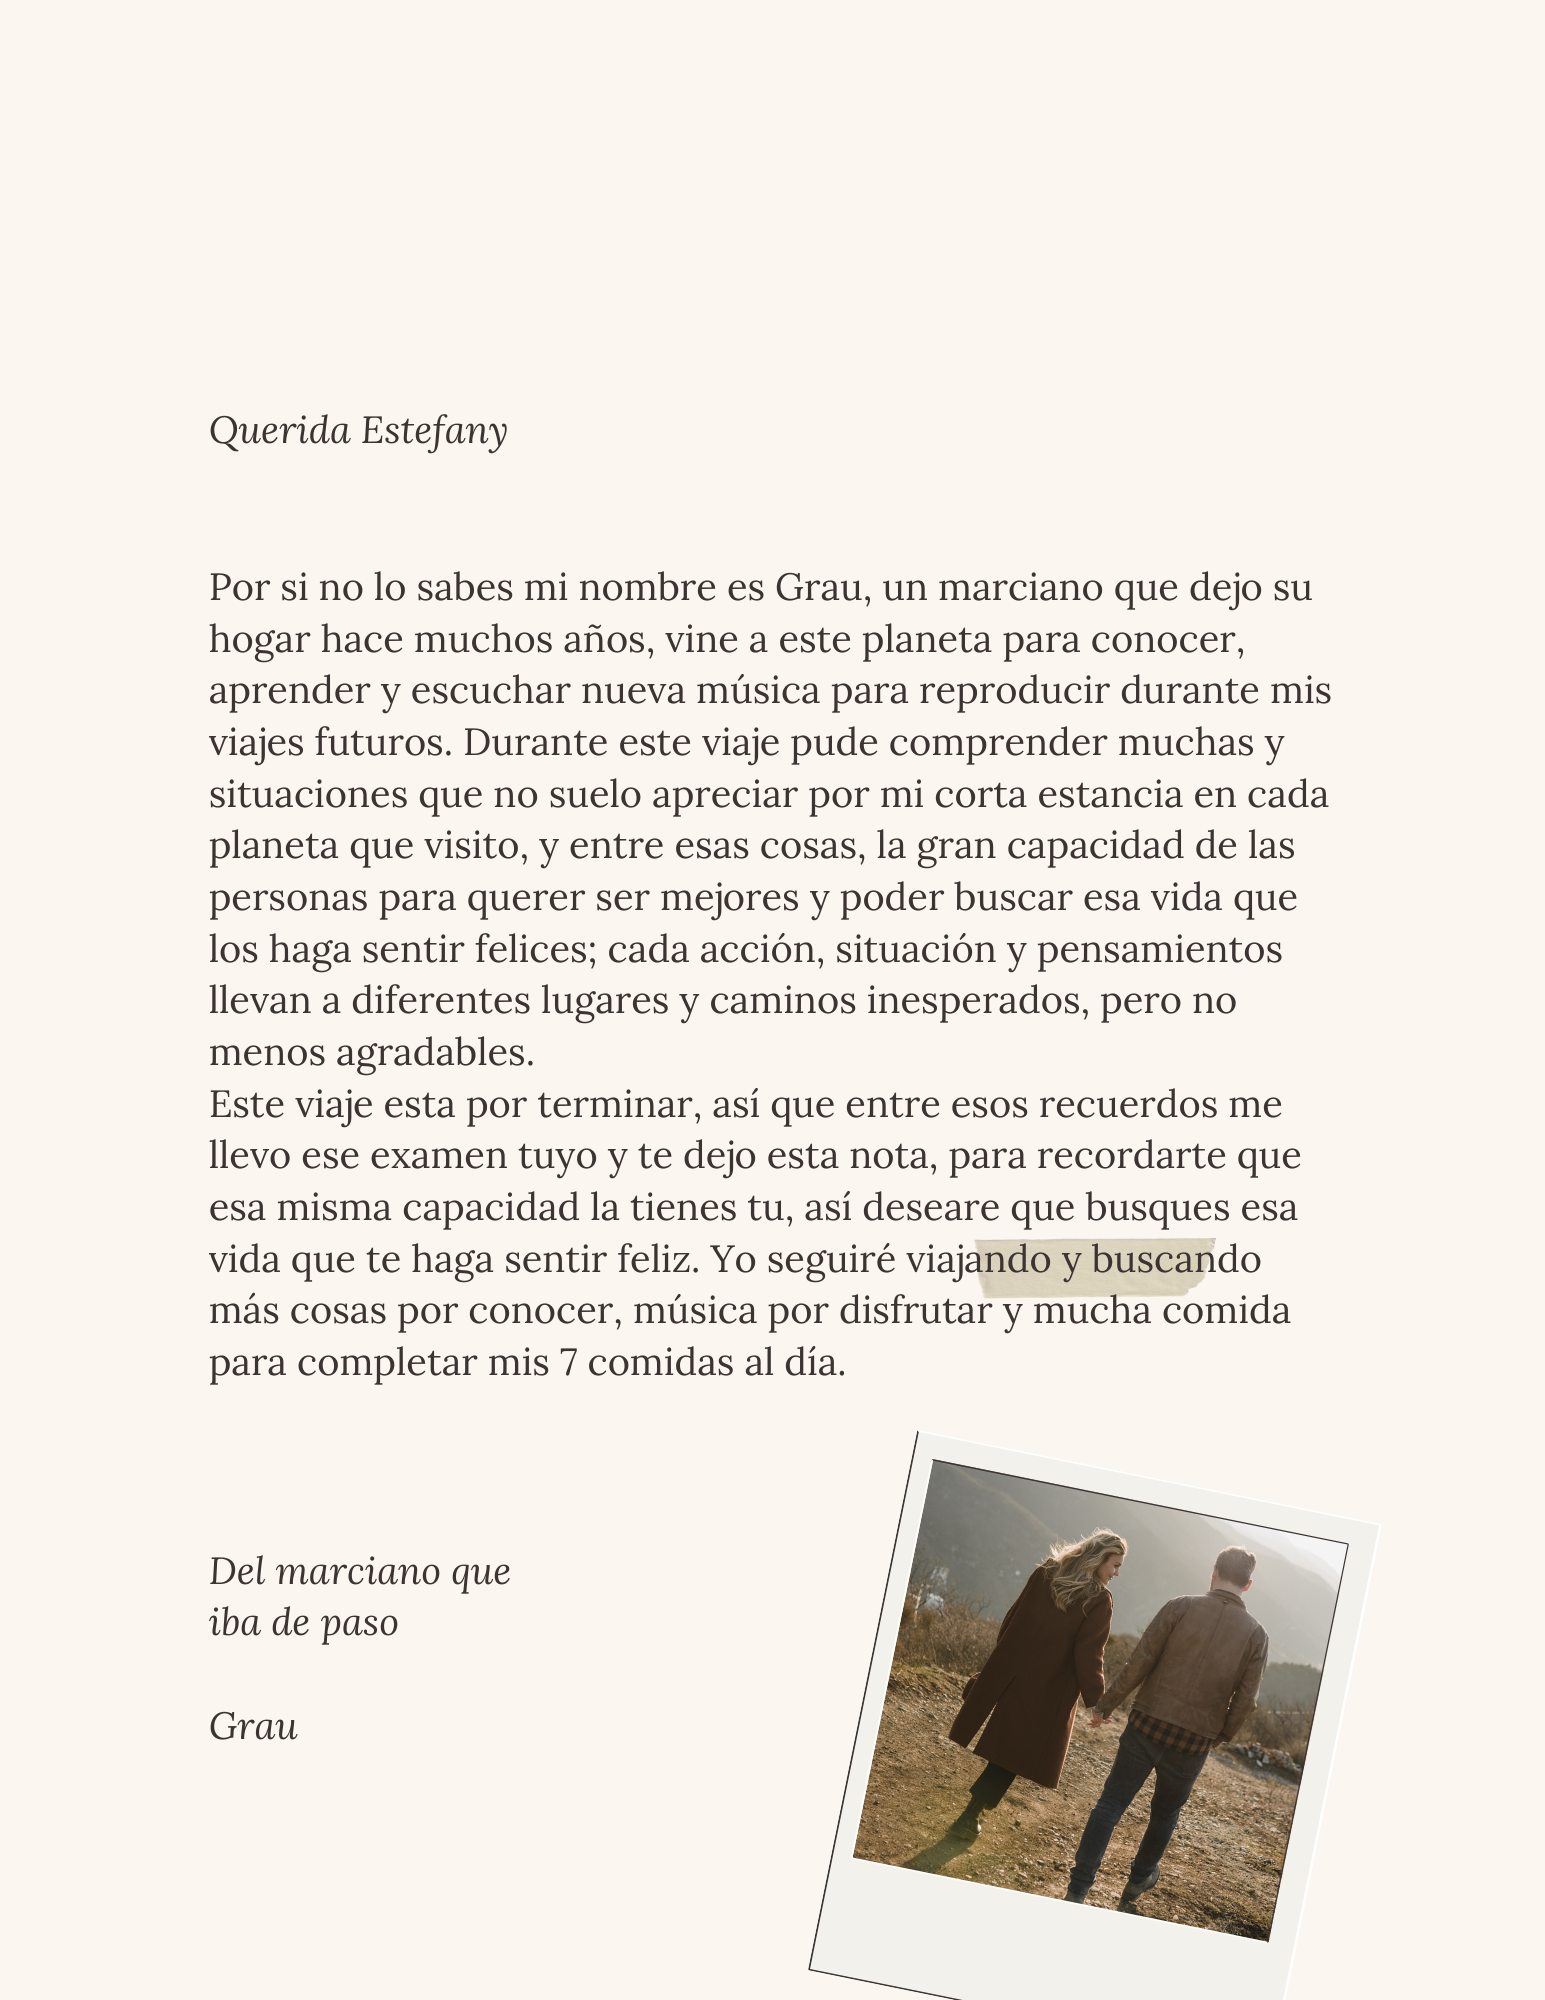 Querida Estefany
Por si no lo sabes mi nombre es Grau, un marciano que dejo su
hogar hace muchos años, vine a este planeta para conocer,
aprender y escuchar nueva música para reproducir durante mis
viajes futuros. Durante este viaje pude comprender muchas y
situaciones que no suelo apreciar por mi corta estancia en cada
planeta que visito, y entre esas cosas, la gran capacidad de las
personas para querer ser mejores y poder buscar esa vida que
los haga sentir felices; cada acción, situación y pensamientos
llevan a diferentes lugares y caminos inesperados, pero no
menos agradables.
Este viaje esta por terminar, así que entre esos recuerdos me
llevo ese examen tuyo y te dejo esta nota, para recordarte que
esa misma capacidad la tienes tu, así deseare que busques esa
vida que te haga sentir feliz. Yo seguiré viajando y buscando
más cosas por conocer, música por disfrutar y mucha comida
para completar mis 7 comidas al día.
Del marciano que
iba de paso
Grau